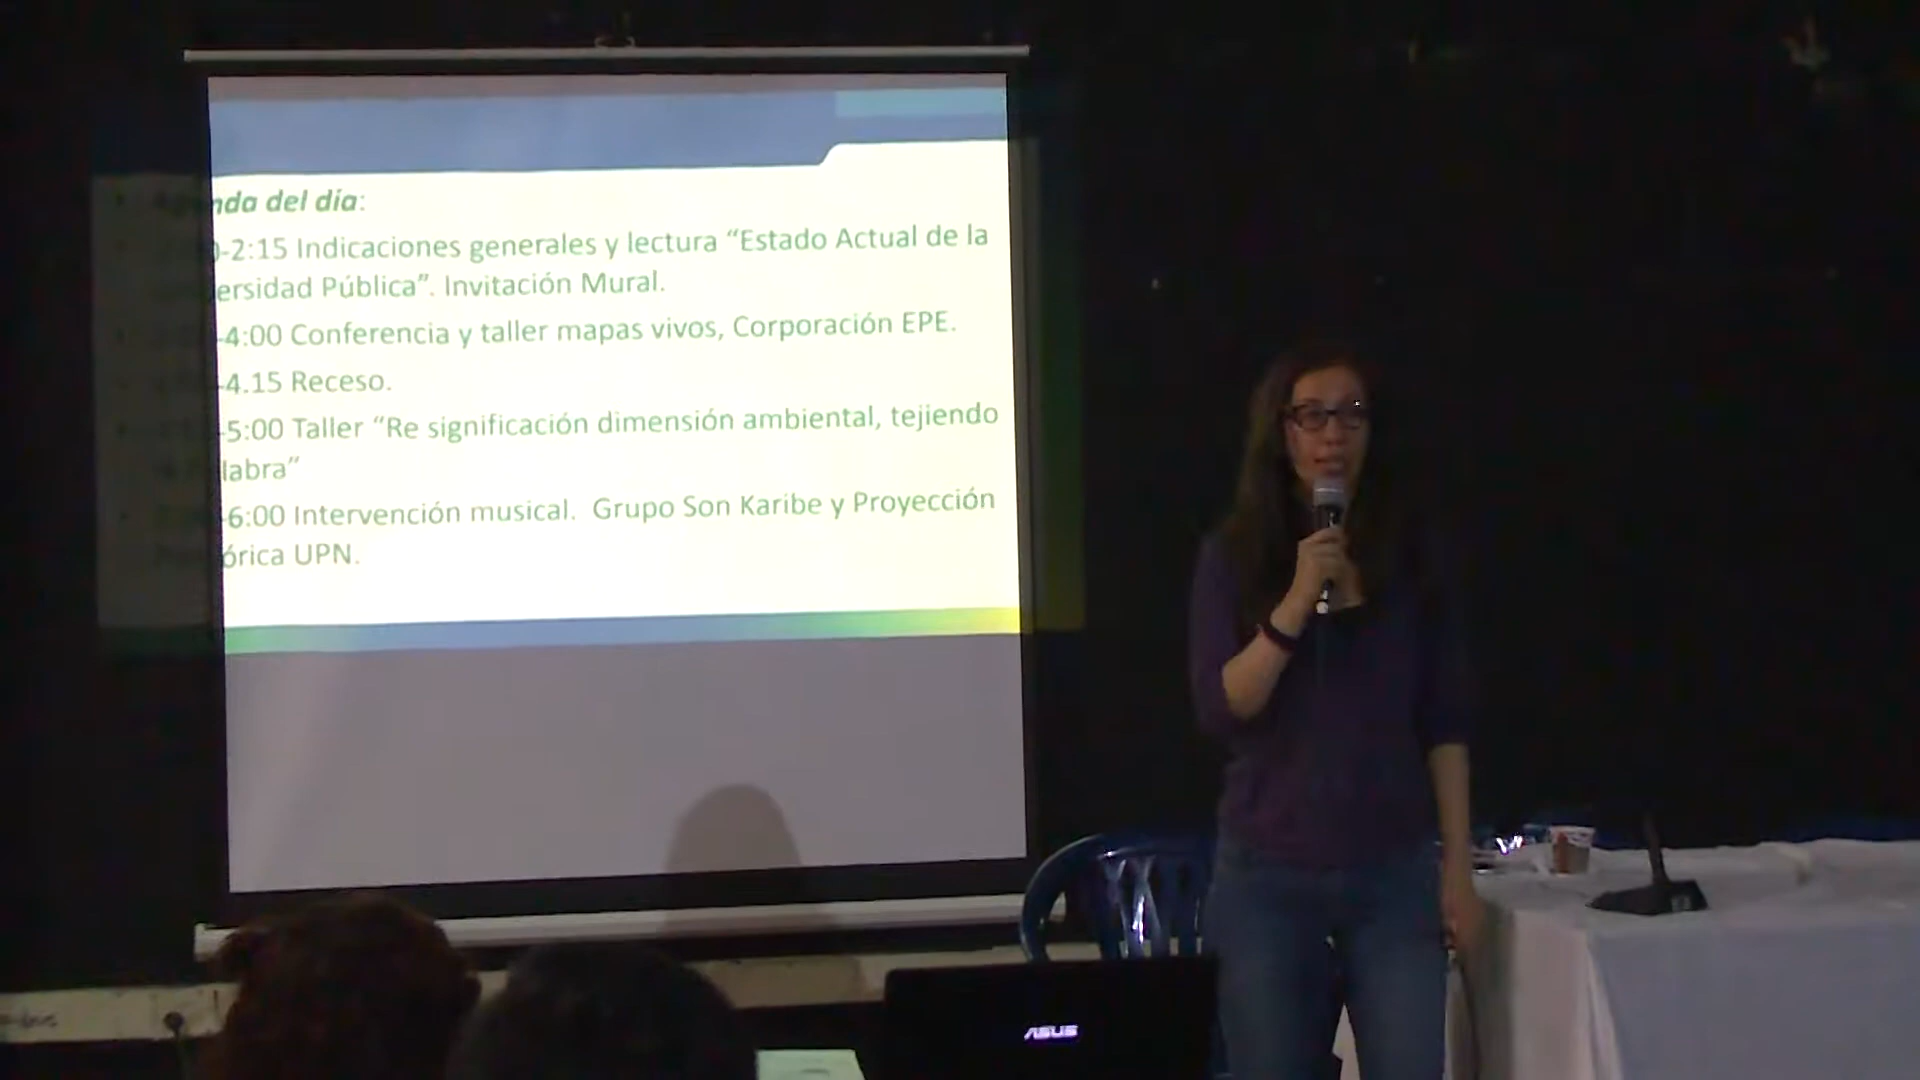 Agenda del día:
-2:15 Indicaciones generales y lectura “Estado Actual de la
ersidad Pública”. Invitación Mural.
-4:00 Conferencia y taller mapas vivos, Corporación EPE.
-4.15 Receso.
-5:00 Taller “Re significación dimensión ambiental, tejiendo
labra”
-6:00 Intervención musical. Grupo Son Karibe y Proyección
órica UPN.
ASUS